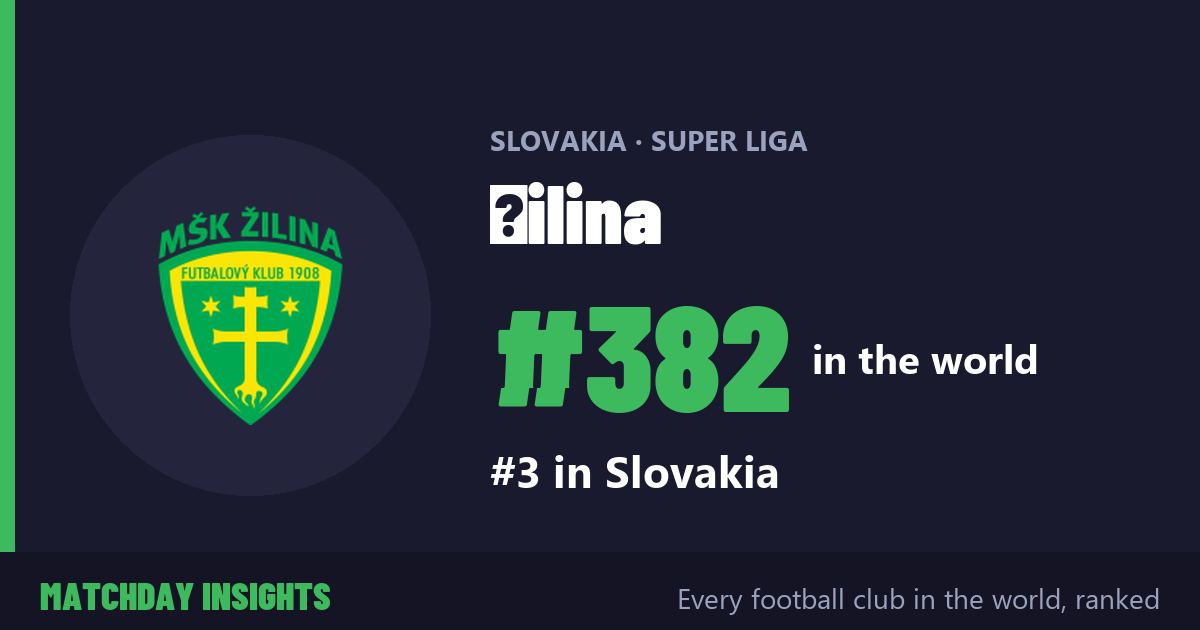 MŠK ŽILINA
FUTBALOVÝ KLUB 1908
SLOVAKIA · SUPER LIGA
�ilina
#382 in the world
#3 in Slovakia
MATCHDAY INSIGHTS
Every football club in the world, ranked